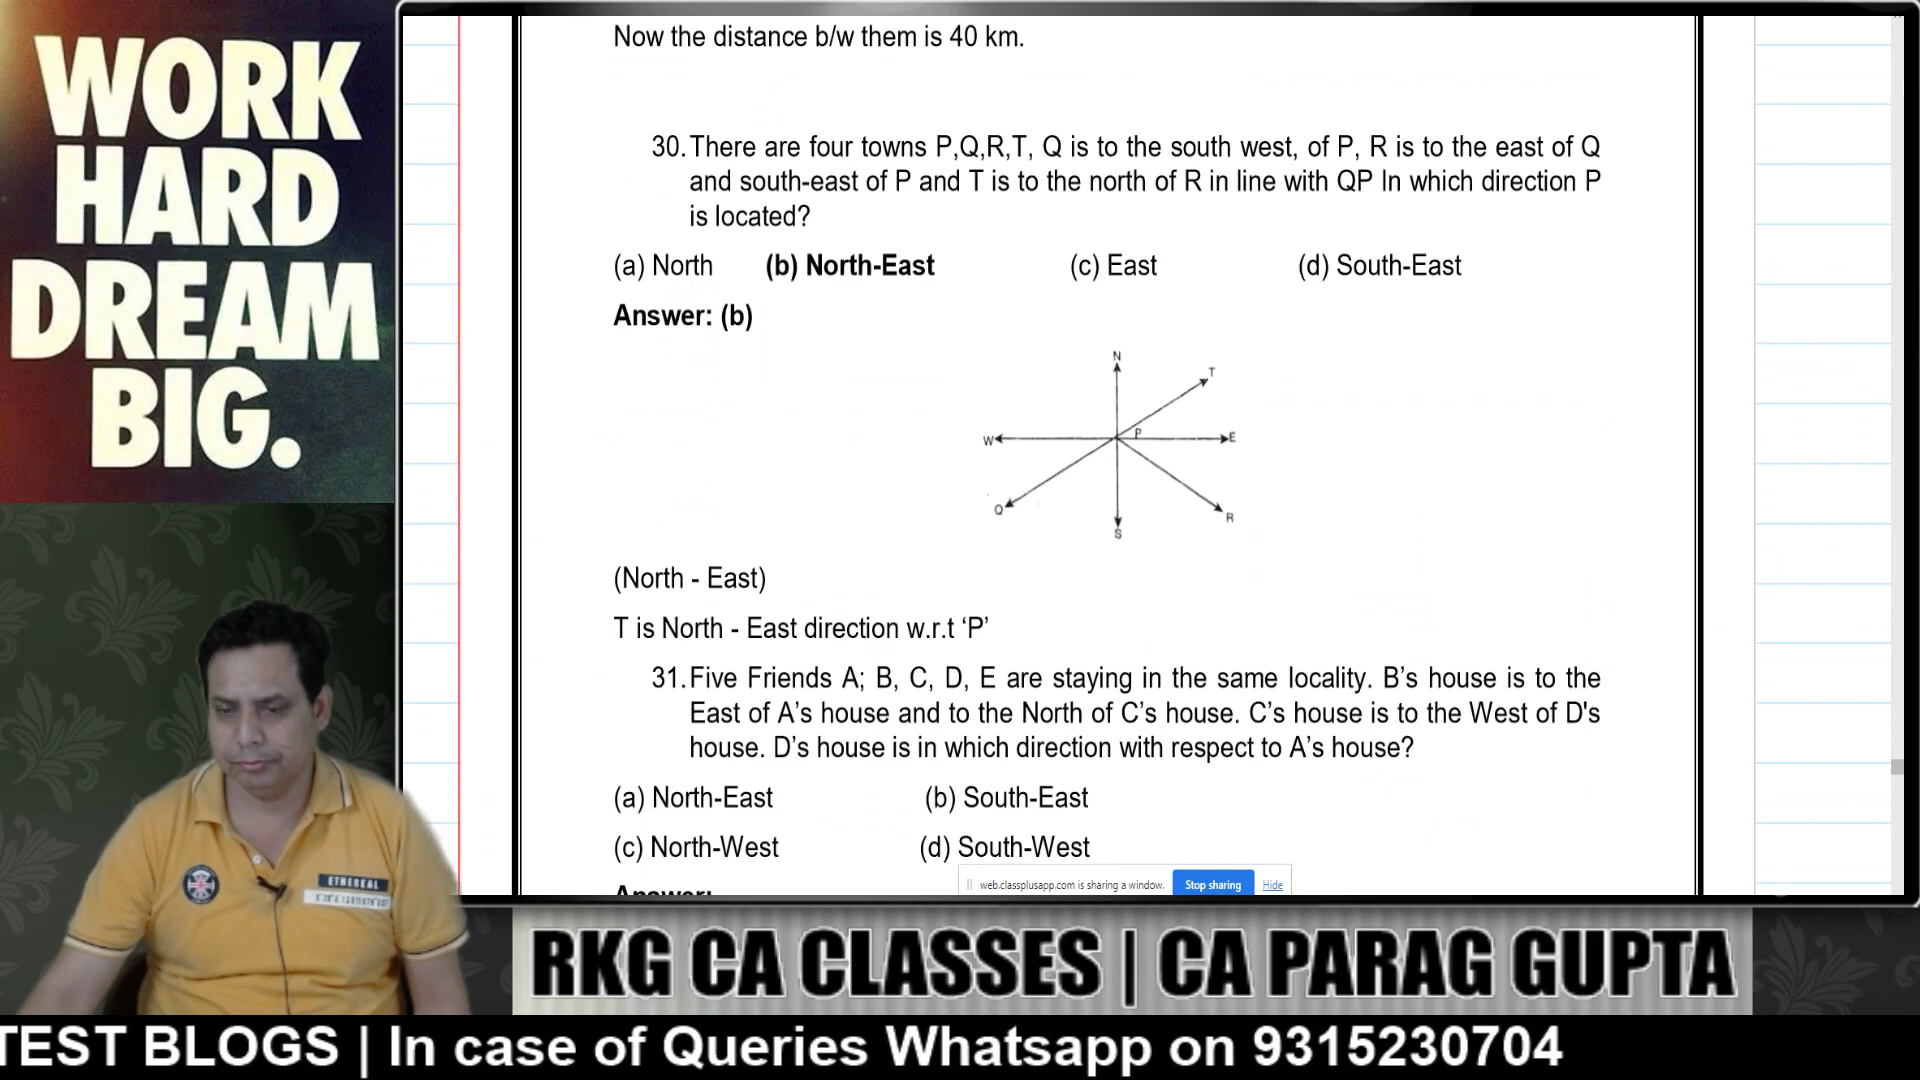 WORK
HARD
DREAM
BIG.
Now the distance b/w them is 40 km.
30. There are four towns P,Q,R,T, Q is to the south west, of P, R is to the east of Q
and south-east of P and T is to the north of R in line with QP In which direction P
is located?
(a) North (b) North-East (c) East (d) South-East
Answer: (b)
N
T
W P E
Q R
S
(North - East)
T is North - East direction w.r.t ‘P’
31. Five Friends A; B, C, D, E are staying in the same locality. B’s house is to the
East of A’s house and to the North of C’s house. C’s house is to the West of D's
house. D’s house is in which direction with respect to A’s house?
(a) North-East (b) South-East
(c) North-West (d) South-West
Answer:
web.classplusapp.com is sharing a window. Stop sharing Hide
ETHEREAL
RKG CA CLASSES | CA PARAG GUPTA
TEST BLOGS | In case of Queries Whatsapp on 9315230704